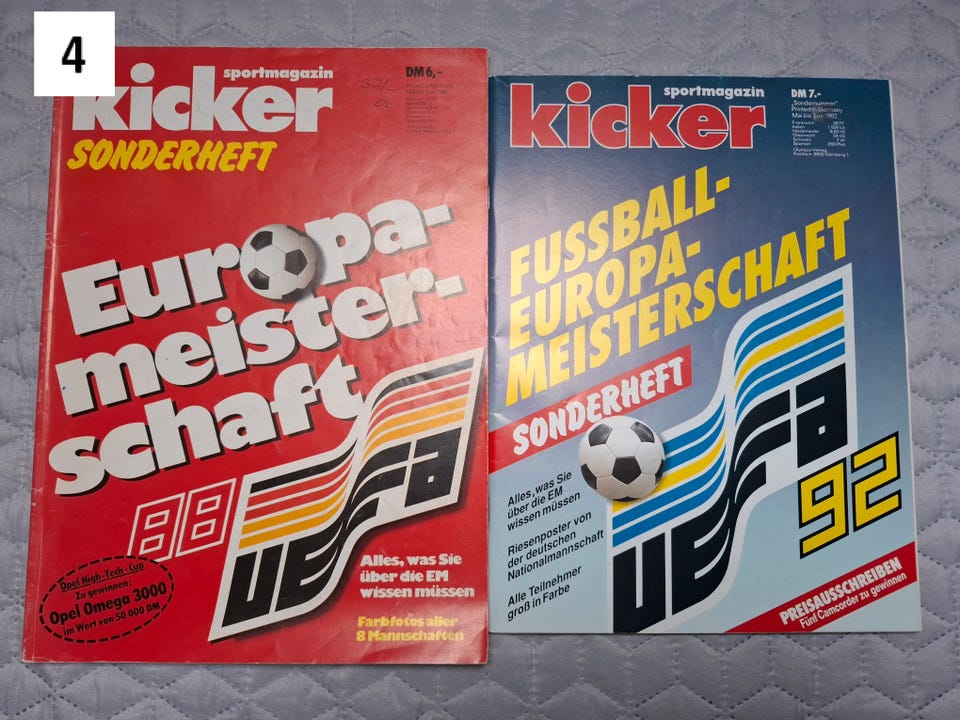 4
sportmagazin
kicker
SONDERHEFT
DM 6,-
Printed in Germany
Europa-
meister-
schaft
88
UEFA
Opel High-Tech-Cup
Zu gewinnen:
Opel Omega 3000
im Wert von 50 000 DM
Alles, was Sie
über die EM
wissen müssen
Farbfotos aller
8 Mannschaften
sportmagazin
kicker
DM 7.-
„Sondernummer"
Printed in Germany
Mai bis Juni 1992
FUSSBALL-
EUROPA-
MEISTERSCHAFT
SONDERHEFT
UEFA
92
Alles, was Sie
über die EM
wissen müssen
Riesenposter von
der deutschen
Nationalmannschaft
Alle Teilnehmer
groß in Farbe
PREISAUSSCHREIBEN
Fünf Camcorder zu gewinnen